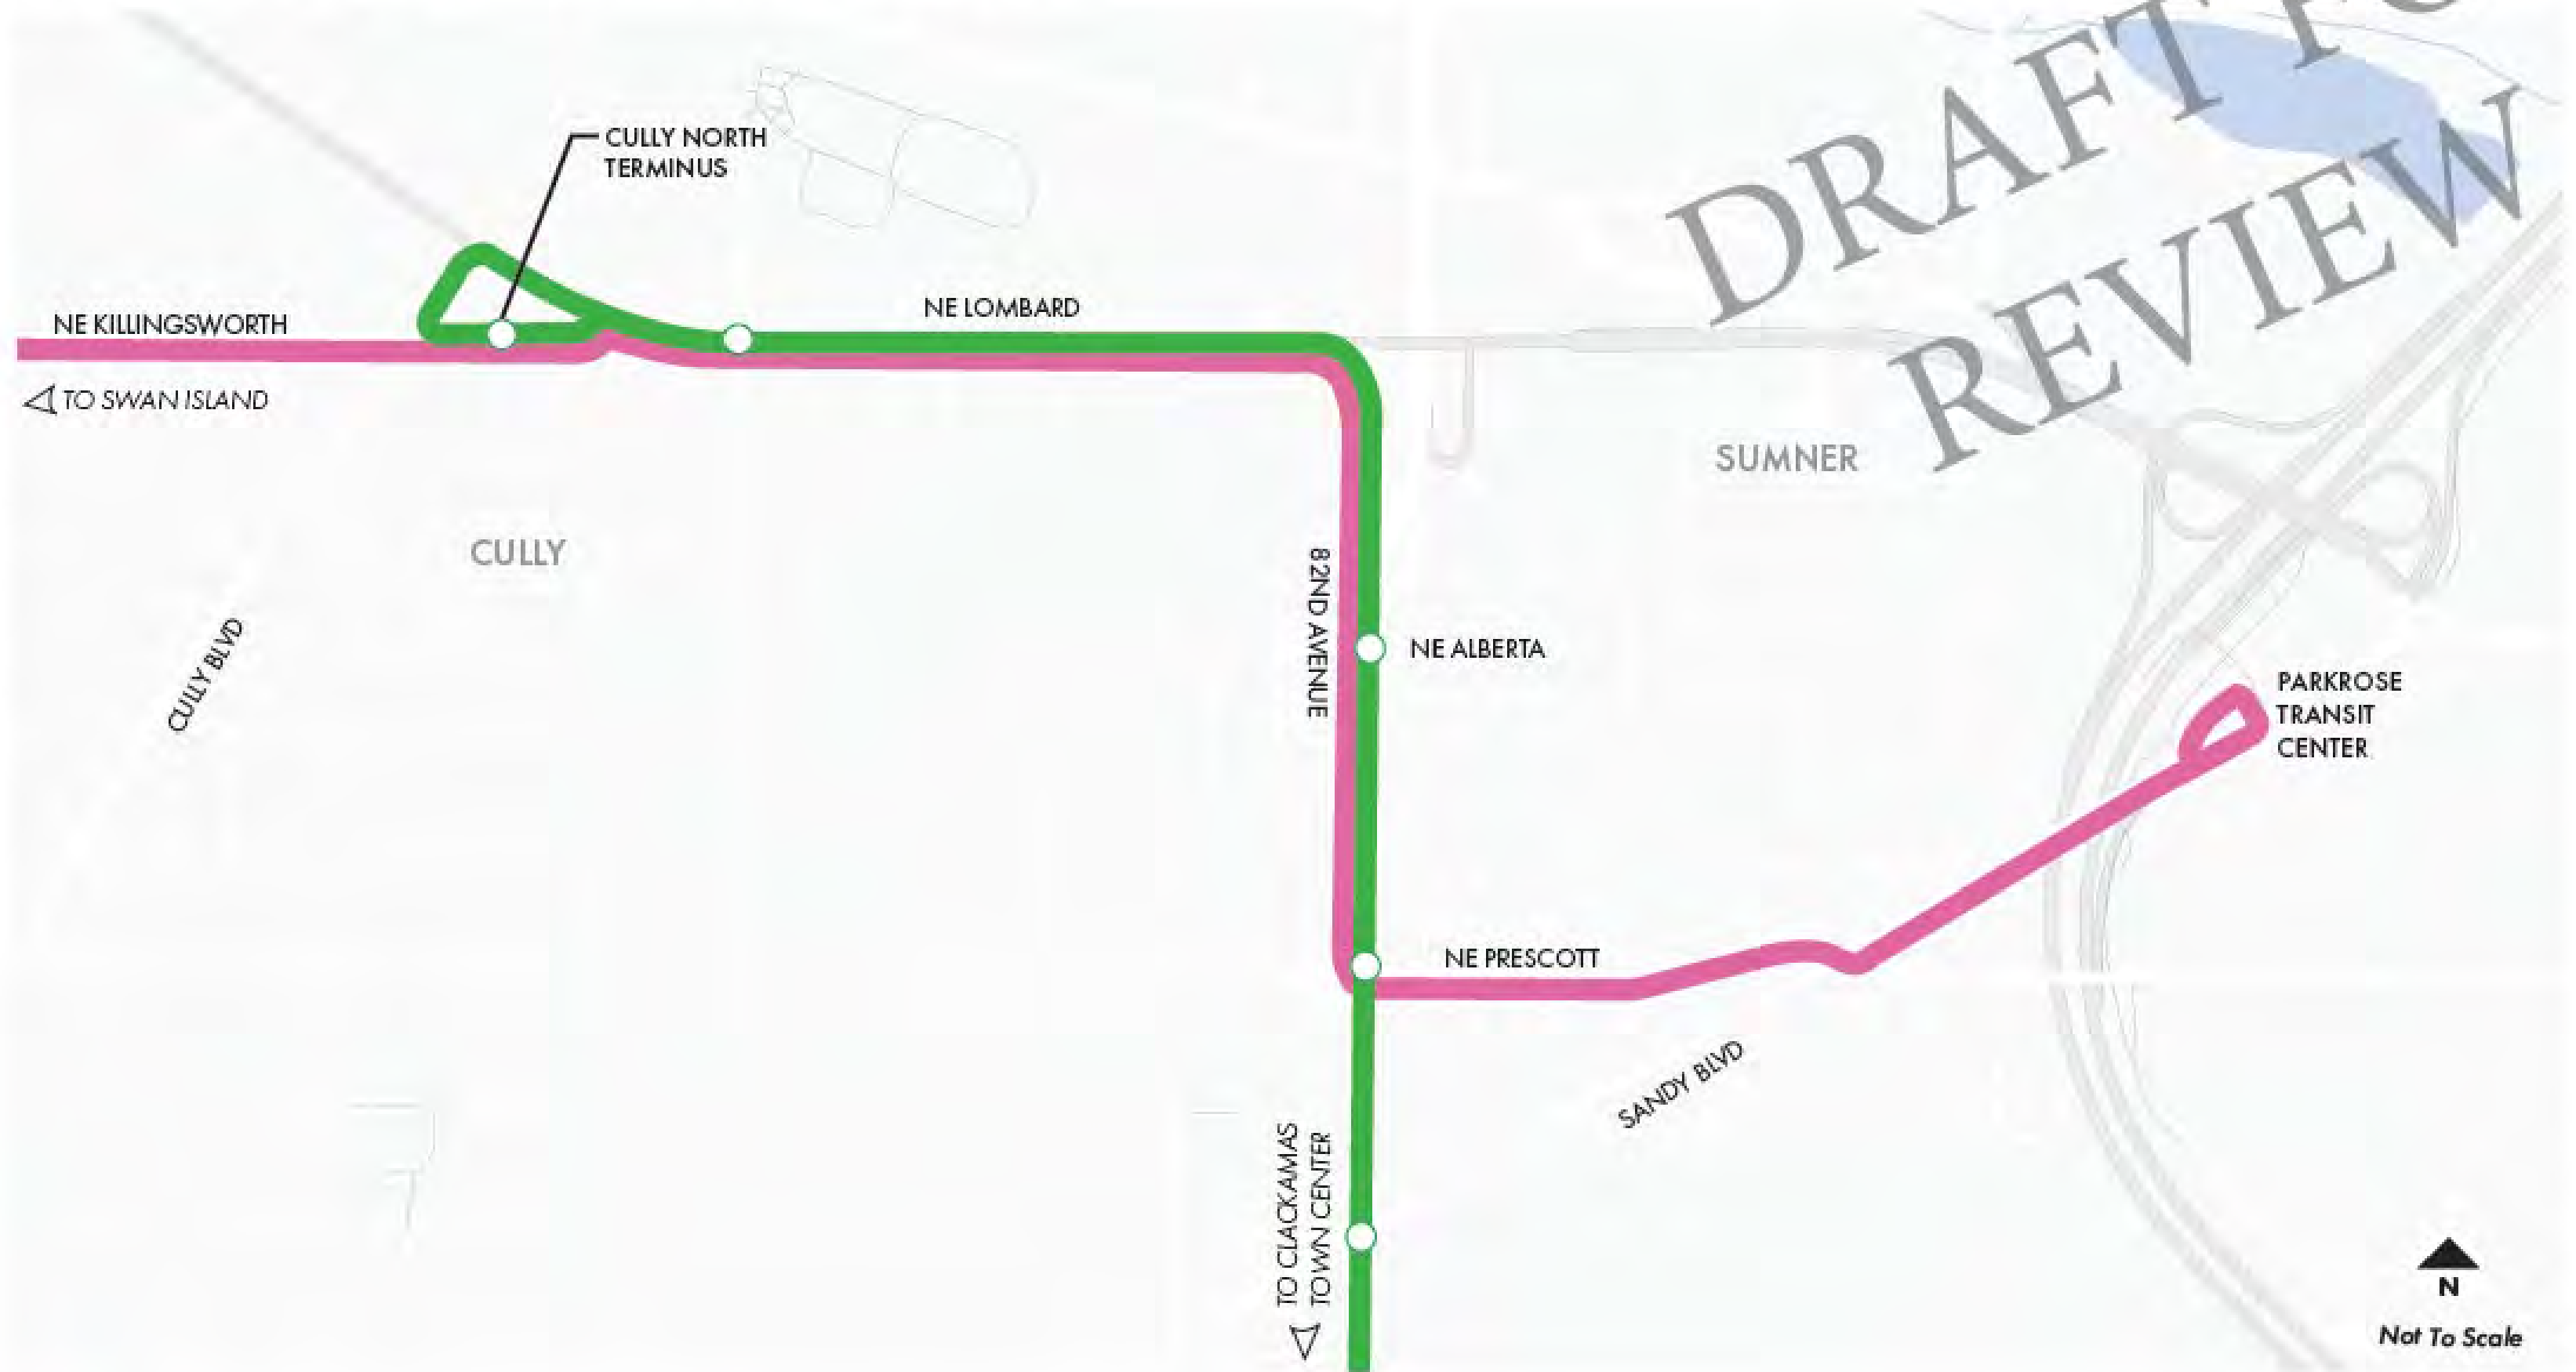 DRAFT FO
REVIEW
CULLY NORTH
TERMINUS
NE LOMBARD
NE KILLINGSWORTH
TO SWAN ISLAND
SUMNER
CULLY
82ND AVENUE
CULLY BLVD
NE ALBERTA
PARKROSE
TRANSIT
CENTER
NE PRESCOTT
SANDY BLVD
TO CLACKAMAS
TOWN CENTER
N
Not To Scale